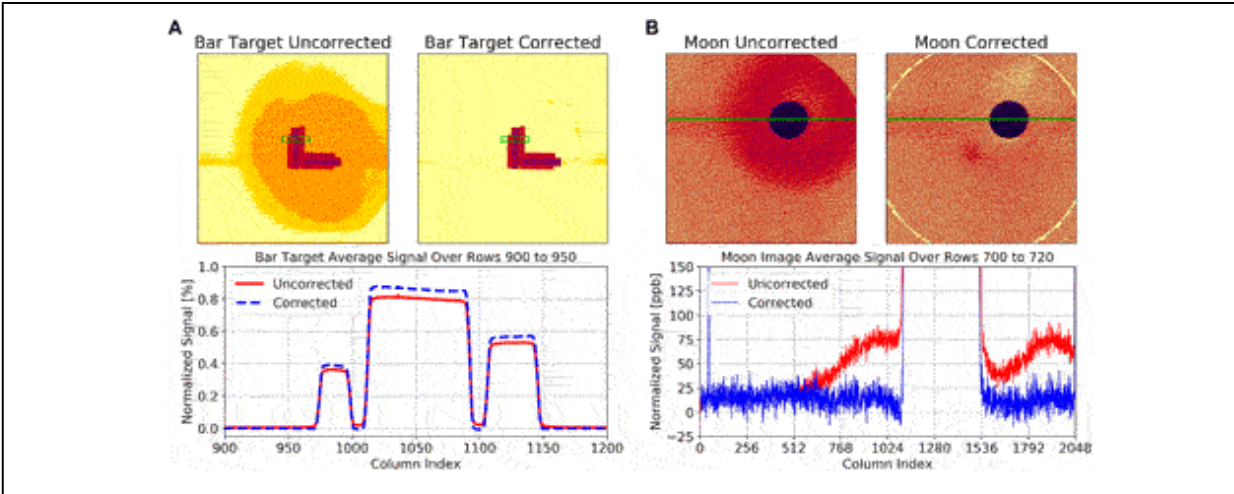 A
B
Bar Target Uncorrected
Bar Target Corrected
Moon Uncorrected
Moon Corrected
Bar Target Average Signal Over Rows 900 to 950
1.0
0.8
0.6
0.4
0.2
0.0
Normalized Signal [%]
Uncorrected
Corrected
900 950 1000 1050 1100 1150 1200
Column Index
Moon Image Average Signal Over Rows 700 to 720
150
125
100
75
50
25
0
−25
Normalized Signal [ppb]
Uncorrected
Corrected
0 256 512 768 1024 1280 1536 1792 2048
Column Index